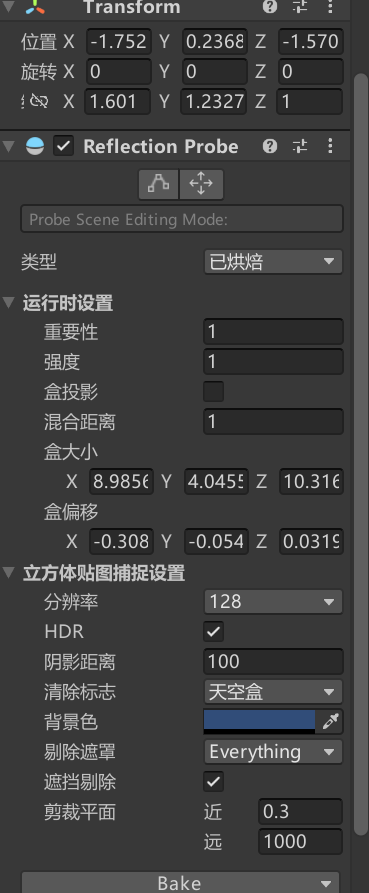 Transform
位置 X -1.752 Y 0.2368 Z -1.570
旋转 X 0 Y 0 Z 0
X 1.601 Y 1.2327 Z 1
Reflection Probe
Probe Scene Editing Mode:
类型 已烘焙
运行时设置
重要性 1
强度 1
盒投影
混合距离 1
盒大小
X 8.9856 Y 4.0455 Z 10.316
盒偏移
X -0.308 Y -0.054 Z 0.0319
立方体贴图捕捉设置
分辨率 128
HDR
阴影距离 100
清除标志 天空盒
背景色
剔除遮罩 Everything
遮挡剔除
剪裁平面 近 0.3
远 1000
Bake